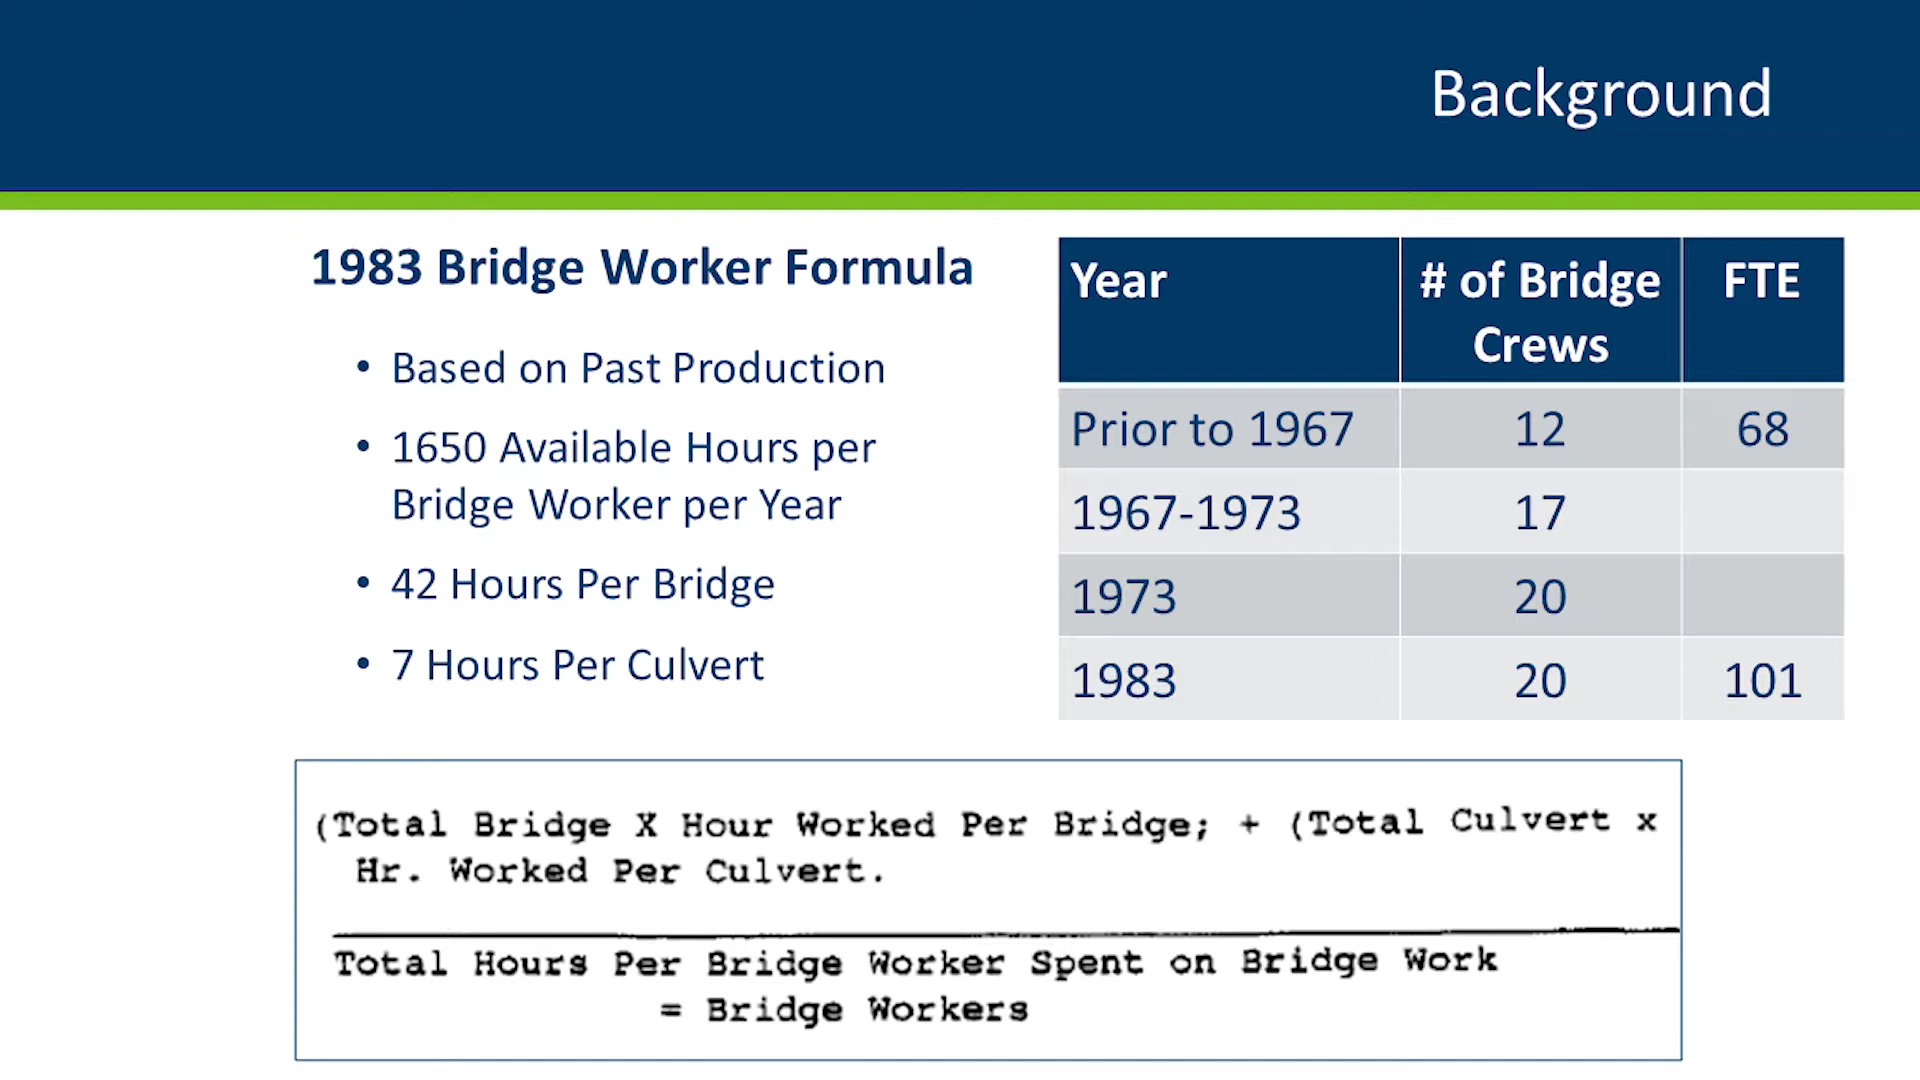 Background
1983 Bridge Worker Formula
• Based on Past Production
• 1650 Available Hours per
Bridge Worker per Year
• 42 Hours Per Bridge
• 7 Hours Per Culvert
Year # of Bridge Crews FTE
Prior to 1967 12 68
1967-1973 17
1973 20
1983 20 101
(Total Bridge X Hour Worked Per Bridge; + (Total Culvert x
Hr. Worked Per Culvert.
Total Hours Per Bridge Worker Spent on Bridge Work
= Bridge Workers